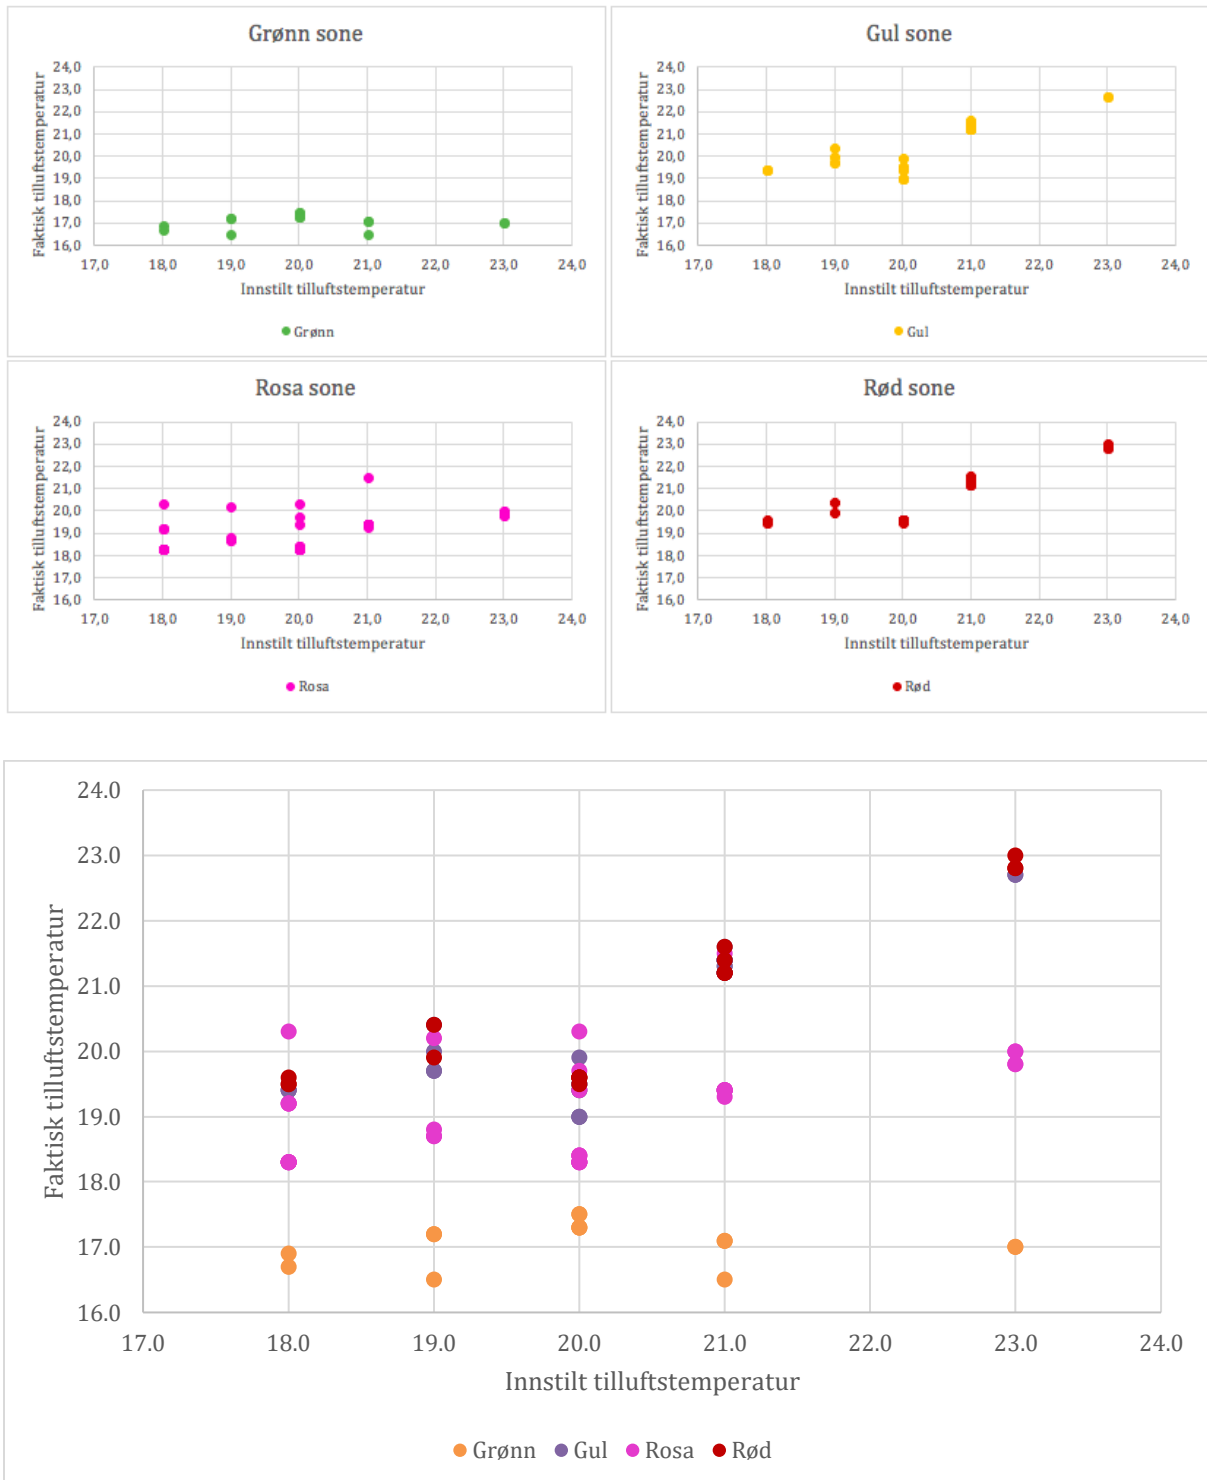 Grønn sone
Faktisk tilluftstemperatur
24,0
23,0
22,0
21,0
20,0
19,0
18,0
17,0
16,0
17,0 18,0 19,0 20,0 21,0 22,0 23,0 24,0
Innstilt tilluftstemperatur
Grønn
Gul sone
Faktisk tilluftstemperatur
24,0
23,0
22,0
21,0
20,0
19,0
18,0
17,0
16,0
17,0 18,0 19,0 20,0 21,0 22,0 23,0 24,0
Innstilt tilluftstemperatur
Gul
Rosa sone
Faktisk tilluftstemperatur
24,0
23,0
22,0
21,0
20,0
19,0
18,0
17,0
16,0
17,0 18,0 19,0 20,0 21,0 22,0 23,0 24,0
Innstilt tilluftstemperatur
Rosa
Rød sone
Faktisk tilluftstemperatur
24,0
23,0
22,0
21,0
20,0
19,0
18,0
17,0
16,0
17,0 18,0 19,0 20,0 21,0 22,0 23,0 24,0
Innstilt tilluftstemperatur
Rød
Faktisk tilluftstemperatur
24.0
23.0
22.0
21.0
20.0
19.0
18.0
17.0
16.0
17.0 18.0 19.0 20.0 21.0 22.0 23.0 24.0
Innstilt tilluftstemperatur
Grønn Gul Rosa Rød